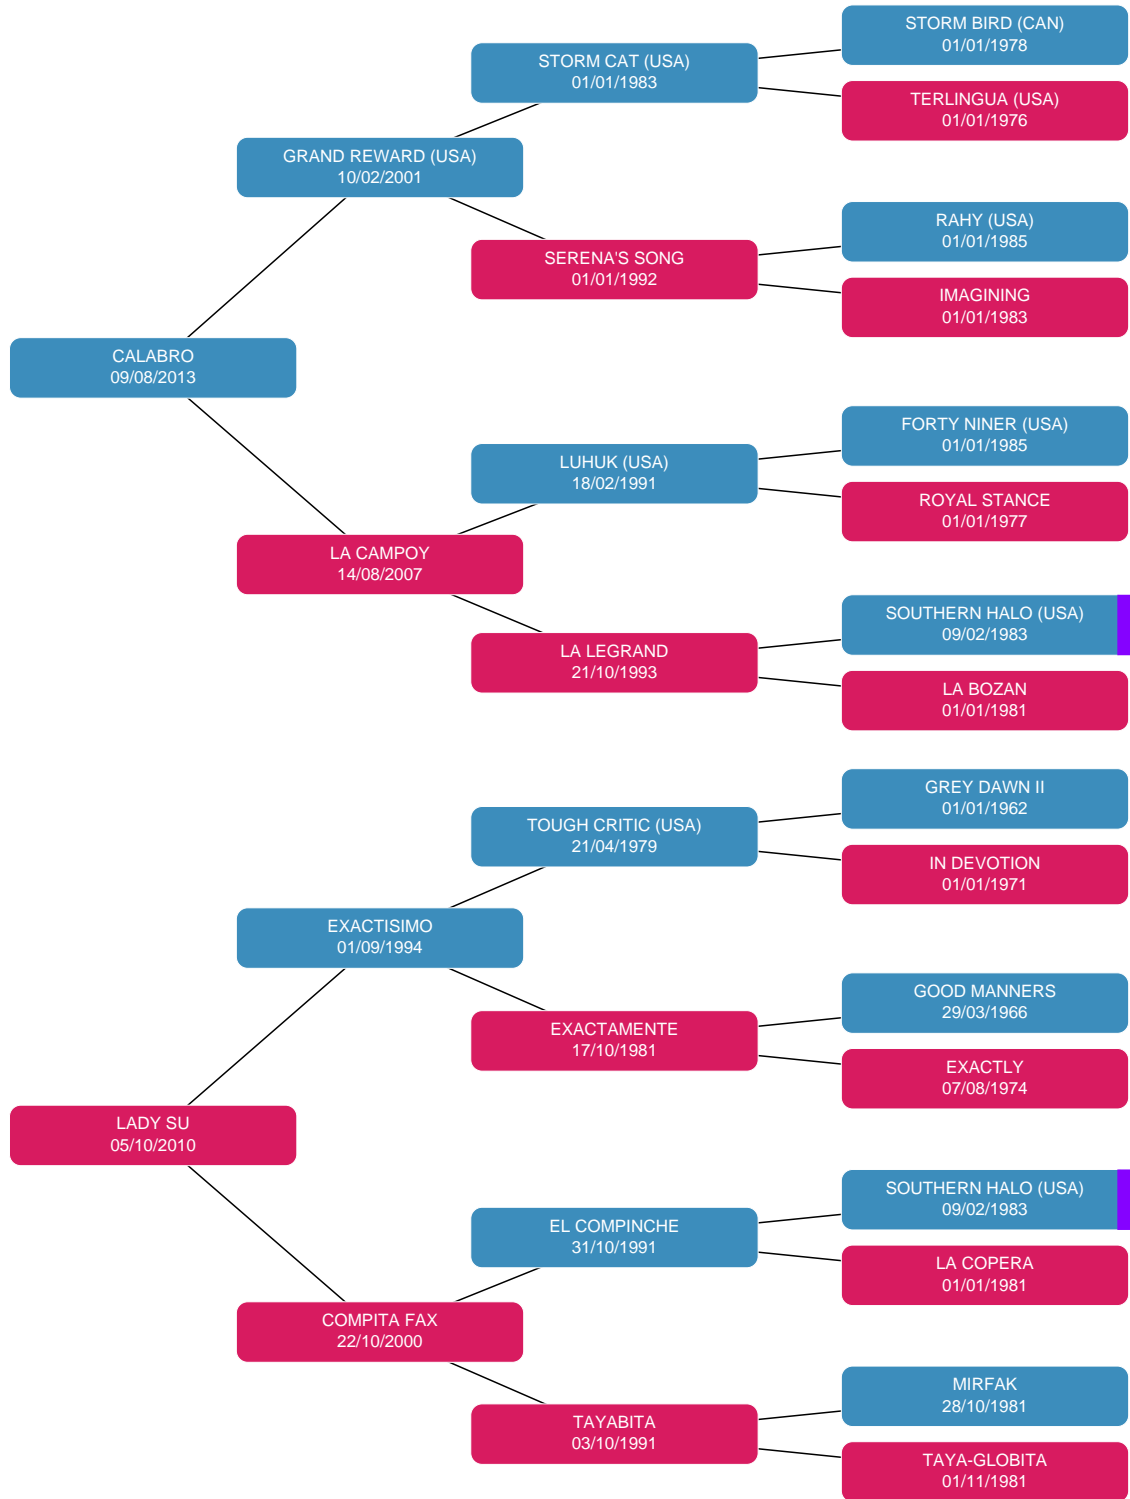 STORM BIRD (CAN)
01/01/1978
STORM CAT (USA)
01/01/1983
TERLINGUA (USA)
01/01/1976
GRAND REWARD (USA)
10/02/2001
RAHY (USA)
01/01/1985
SERENA'S SONG
01/01/1992
IMAGINING
01/01/1983
CALABRO
09/08/2013
FORTY NINER (USA)
01/01/1985
LUHUK (USA)
18/02/1991
ROYAL STANCE
01/01/1977
LA CAMPOY
14/08/2007
SOUTHERN HALO (USA)
09/02/1983
LA LEGRAND
21/10/1993
LA BOZAN
01/01/1981
GREY DAWN II
01/01/1962
TOUGH CRITIC (USA)
21/04/1979
IN DEVOTION
01/01/1971
EXACTISIMO
01/09/1994
GOOD MANNERS
29/03/1966
EXACTAMENTE
17/10/1981
EXACTLY
07/08/1974
LADY SU
05/10/2010
SOUTHERN HALO (USA)
09/02/1983
EL COMPINCHE
31/10/1991
LA COPERA
01/01/1981
COMPITA FAX
22/10/2000
MIRFAK
28/10/1981
TAYABITA
03/10/1991
TAYA-GLOBITA
01/11/1981